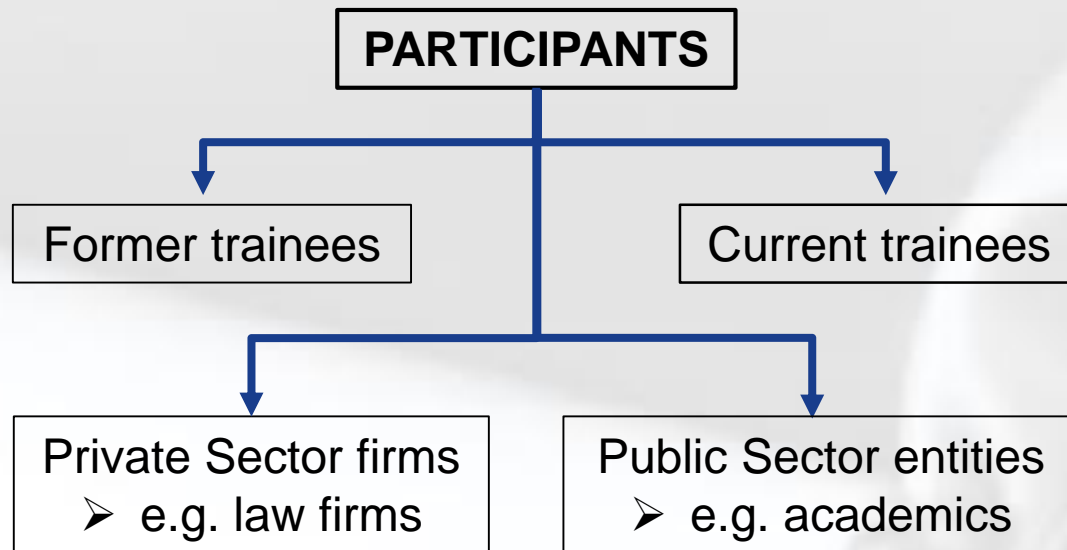 PARTICIPANTS
Former trainees
Current trainees
Private Sector firms
➢ e.g. law firms
Public Sector entities
➢ e.g. academics